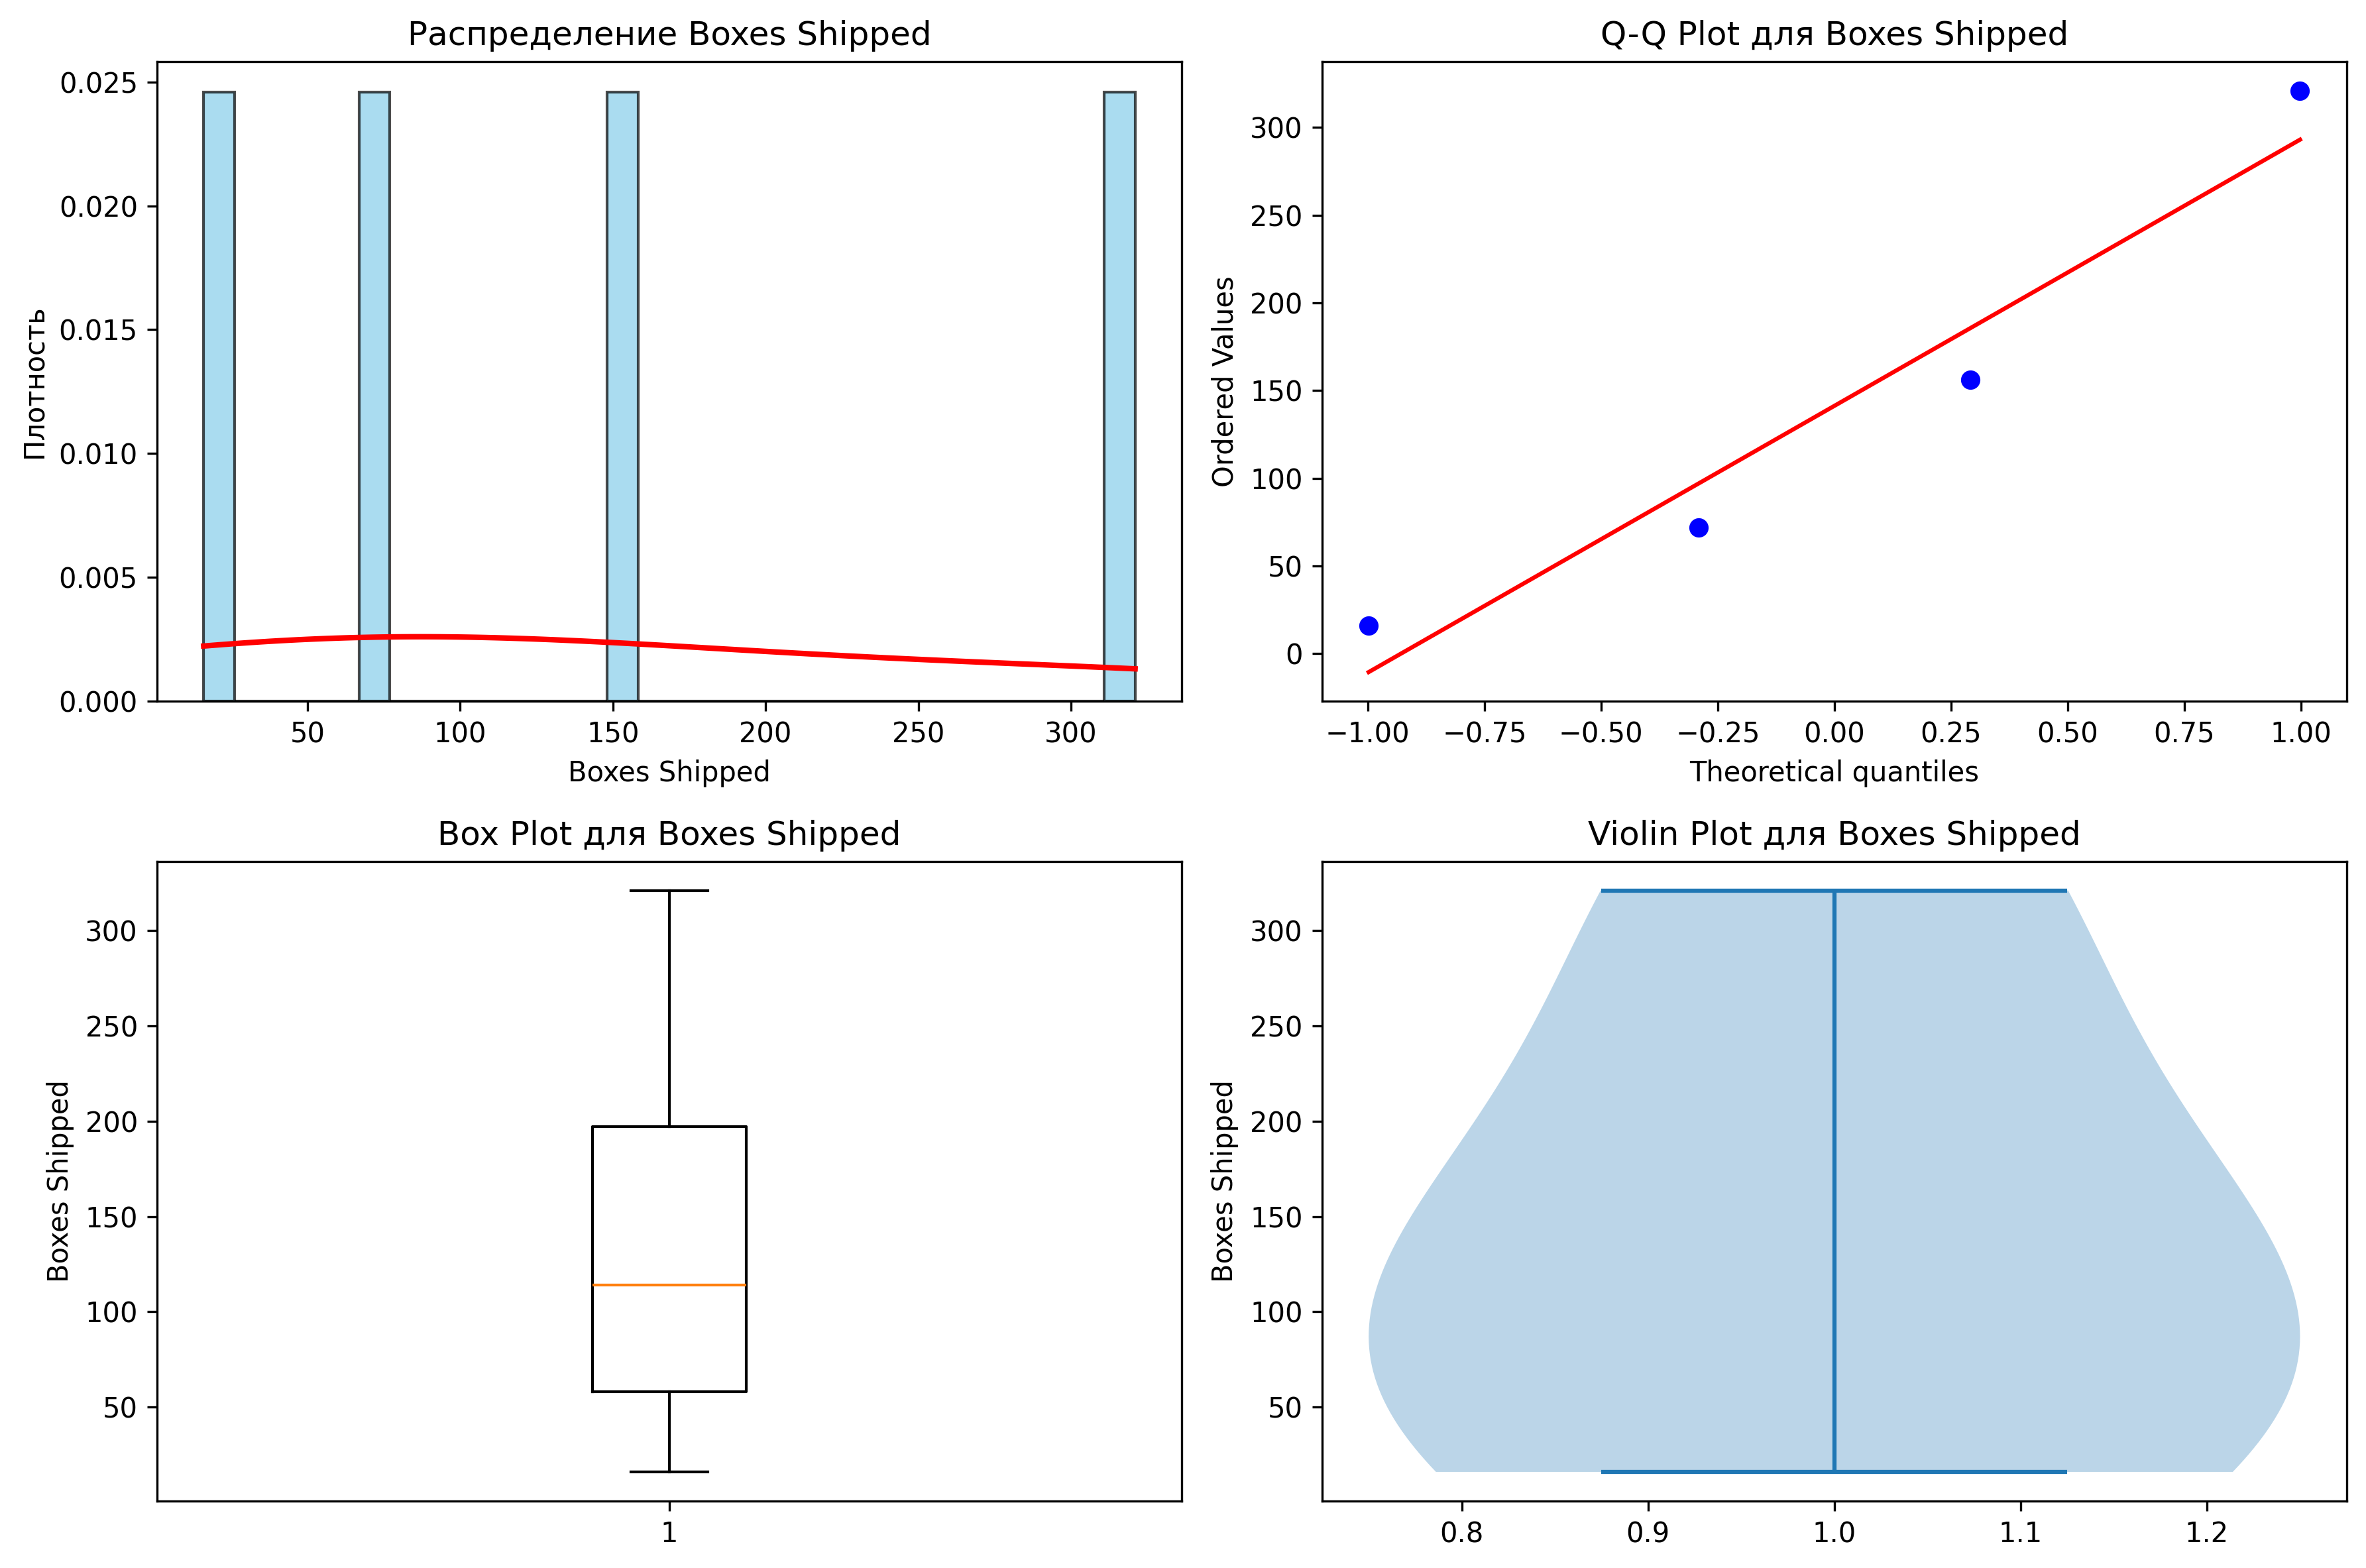 Распределение Boxes Shipped
Плотность
0.025
0.020
0.015
0.010
0.005
0.000
50 100 150 200 250 300
Boxes Shipped
Q-Q Plot для Boxes Shipped
Ordered Values
300
250
200
150
100
50
0
−1.00 −0.75 −0.50 −0.25 0.00 0.25 0.50 0.75 1.00
Theoretical quantiles
Box Plot для Boxes Shipped
Boxes Shipped
300
250
200
150
100
50
1
Violin Plot для Boxes Shipped
Boxes Shipped
300
250
200
150
100
50
0.8 0.9 1.0 1.1 1.2